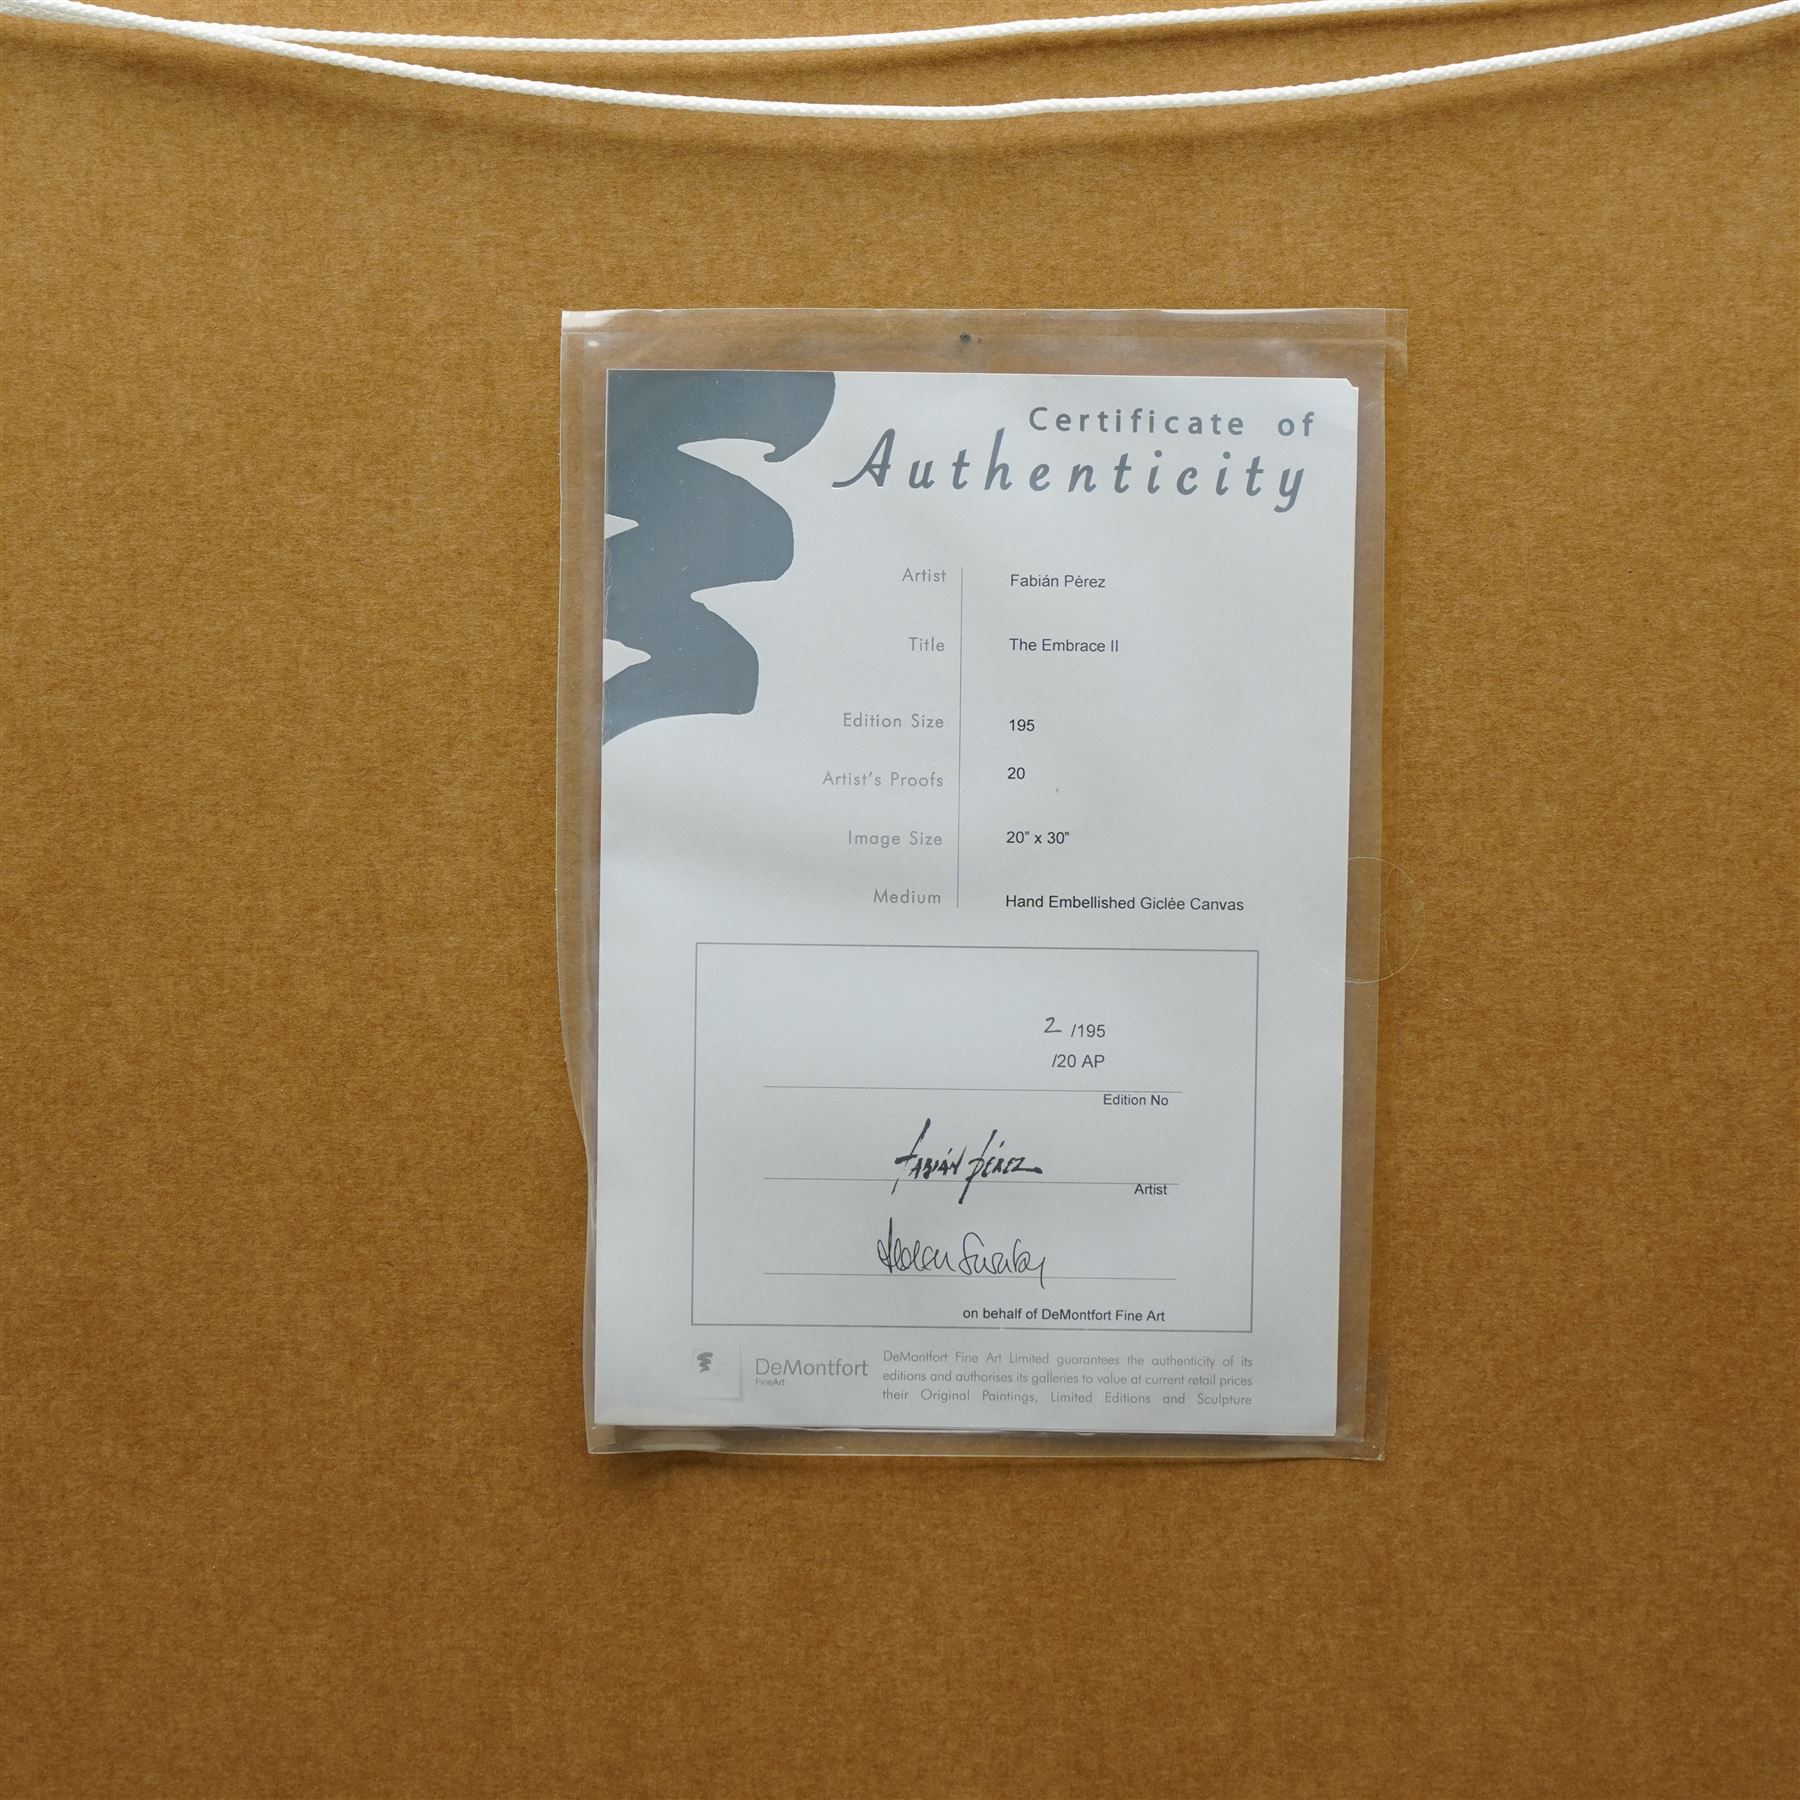 Certificate of
Authenticity
Artist Fabián Pérez
Title The Embrace II
Edition Size 195
Artist's Proofs 20
Image Size 20" x 30"
Medium Hand Embellished Giclée Canvas
2 /195
/20 AP
Edition No
FABIÁN PÉREZ
Artist
on behalf of DeMontfort Fine Art
DeMontfort
FineArt
DeMontfort Fine Art Limited guarantees the authenticity of its
editions and authorises its galleries to value at current retail prices
their Original Paintings, Limited Editions and Sculpture